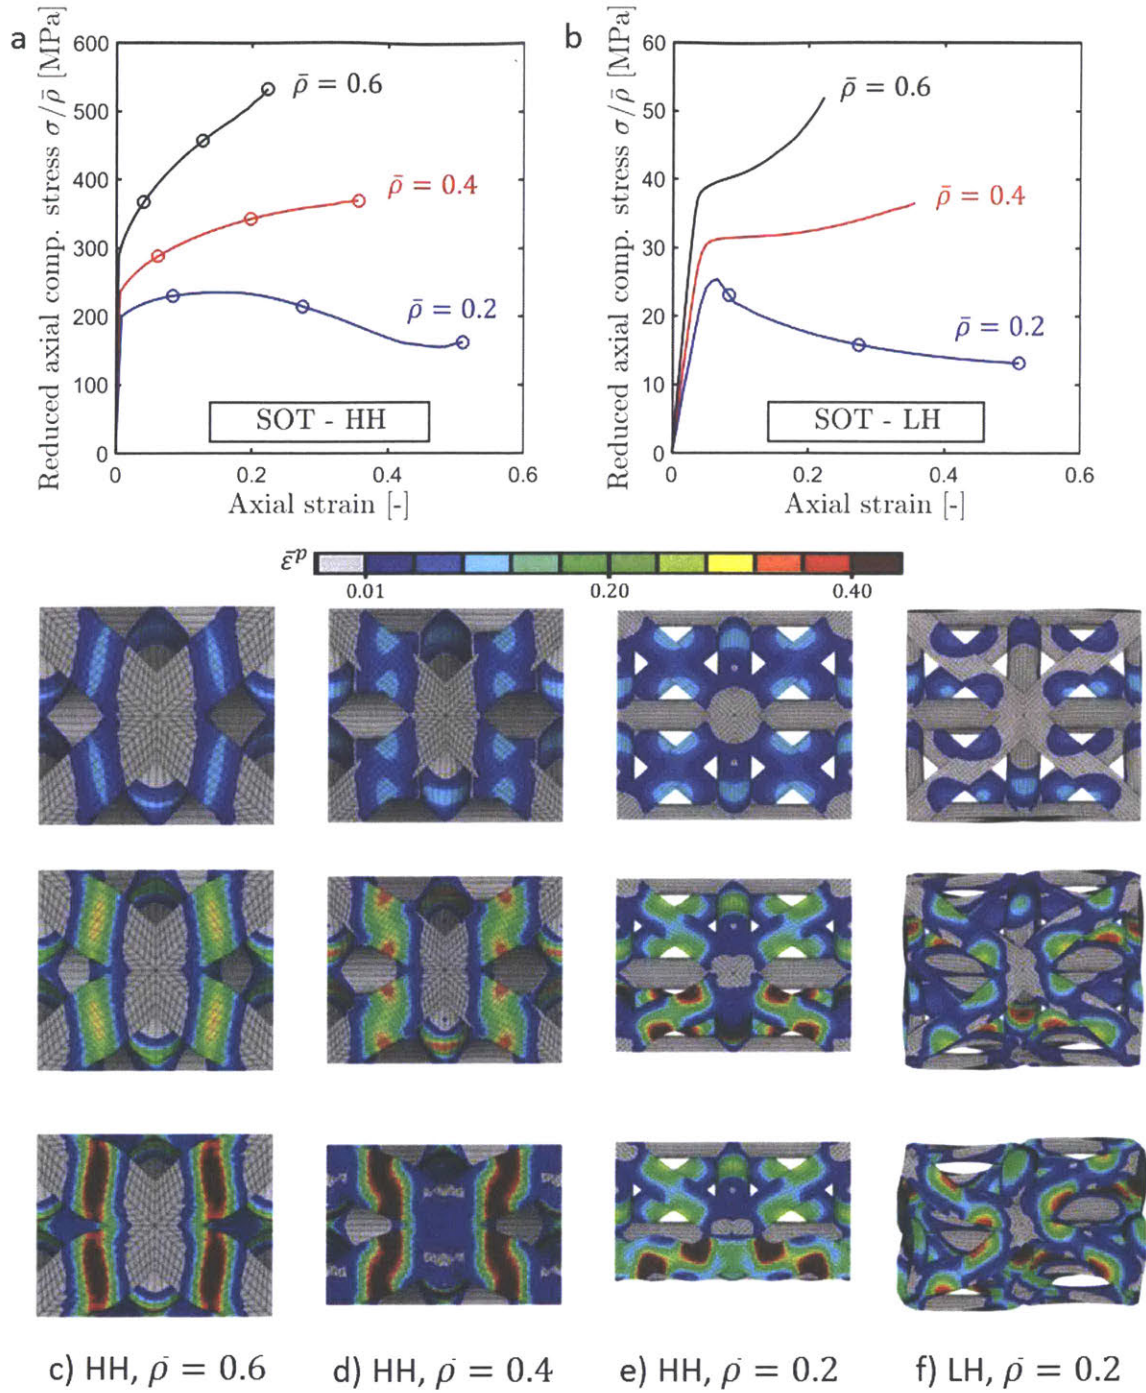 a
Reduced axial comp. stress σ/ρ̄ [MPa]
600
500
400
300
200
100
0
0
0.2
0.4
0.6
Axial strain [-]
ρ̄ = 0.6
ρ̄ = 0.4
ρ̄ = 0.2
SOT - HH
b
Reduced axial comp. stress σ/ρ̄ [MPa]
60
50
40
30
20
10
0
0
0.2
0.4
0.6
Axial strain [-]
ρ̄ = 0.6
ρ̄ = 0.4
ρ̄ = 0.2
SOT - LH
ε̄ᵖ
0.01
0.20
0.40
c) HH, ρ̄ = 0.6
d) HH, ρ̄ = 0.4
e) HH, ρ̄ = 0.2
f) LH, ρ̄ = 0.2